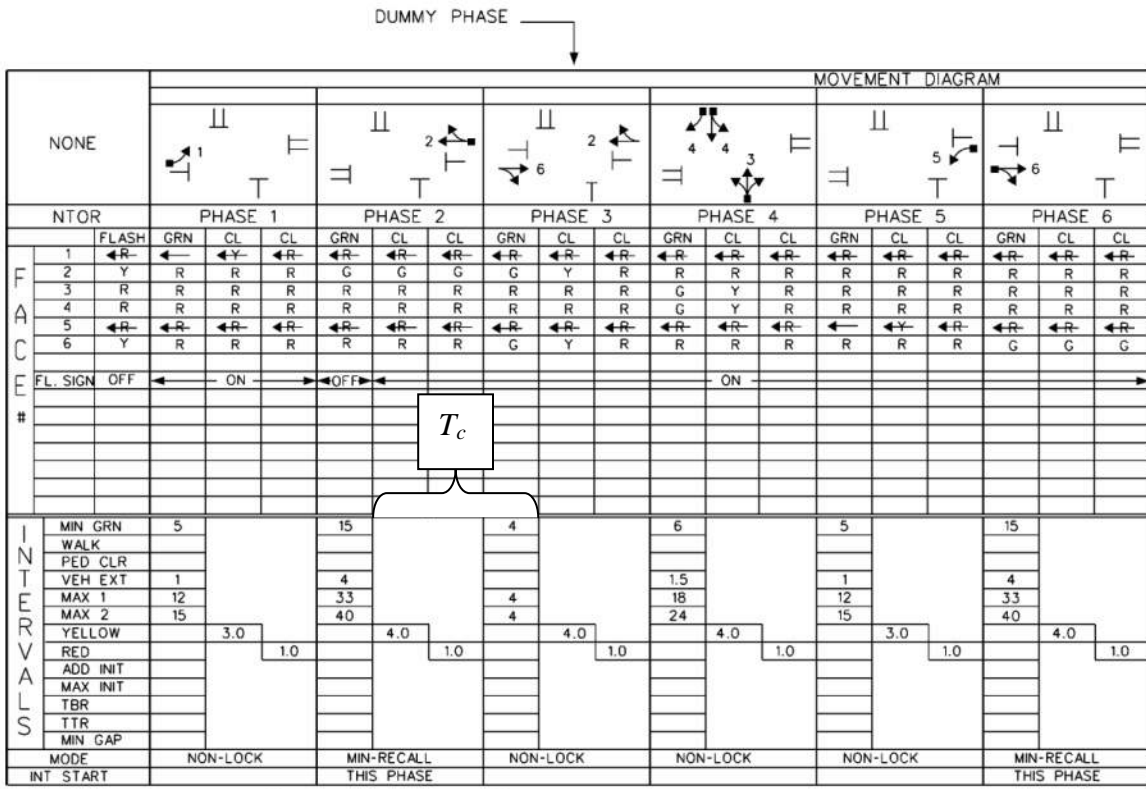 DUMMY PHASE
MOVEMENT DIAGRAM
NONE 1 2 2 6 4 4 3 5 6
NTOR PHASE 1 PHASE 2 PHASE 3 PHASE 4 PHASE 5 PHASE 6
FLASH GRN CL CL GRN CL CL GRN CL CL GRN CL CL GRN CL CL GRN CL CL
FACE #
1 R Y R R R R R R R R R R R R R R R R
2 Y R R R G G G G Y R R R R R R R R R R
3 R R R R R R R R R R G Y R R R R R R R
4 R R R R R R R R R R G Y R R R R R R R
5 R R R R R R R R R R R R R Y R R R R
6 Y R R R R R R G Y R R R R R R R G G G
FL. SIGN OFF ON OFF ON
Tc
INTERVALS
MIN GRN 5 15 4 6 5 15
WALK
PED CLR
VEH EXT 1 4 1.5 1 4
MAX 1 12 33 4 18 12 33
MAX 2 15 40 4 24 15 40
YELLOW 3.0 4.0 4.0 4.0 3.0 4.0
RED 1.0 1.0 1.0 1.0 1.0 1.0
ADD INIT
MAX INIT
TBR
TTR
MIN GAP
MODE NON-LOCK MIN-RECALL NON-LOCK NON-LOCK NON-LOCK MIN-RECALL
INT START THIS PHASE THIS PHASE